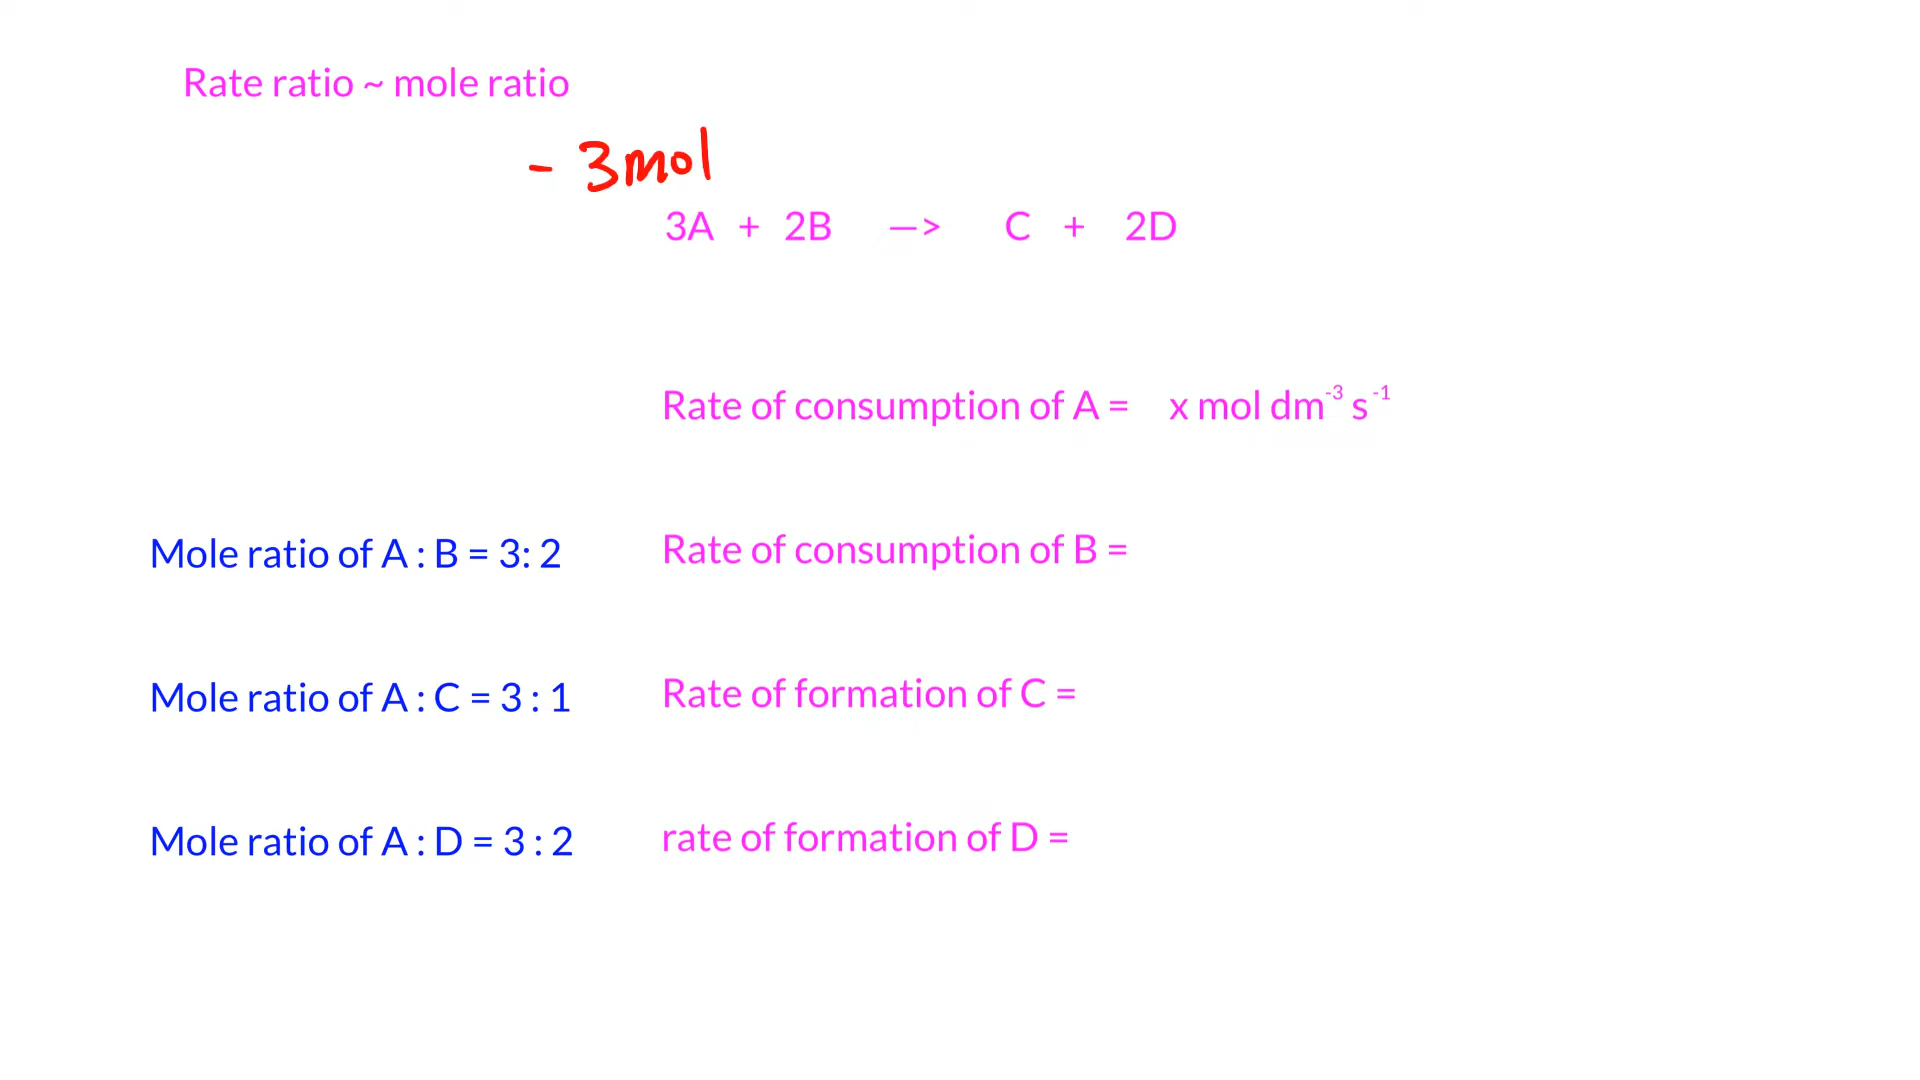 Rate ratio ~ mole ratio
- 3mol
3A + 2B —> C + 2D
Rate of consumption of A = x mol dm⁻³ s⁻¹
Mole ratio of A : B = 3: 2
Rate of consumption of B =
Mole ratio of A : C = 3 : 1
Rate of formation of C =
Mole ratio of A : D = 3 : 2
rate of formation of D =